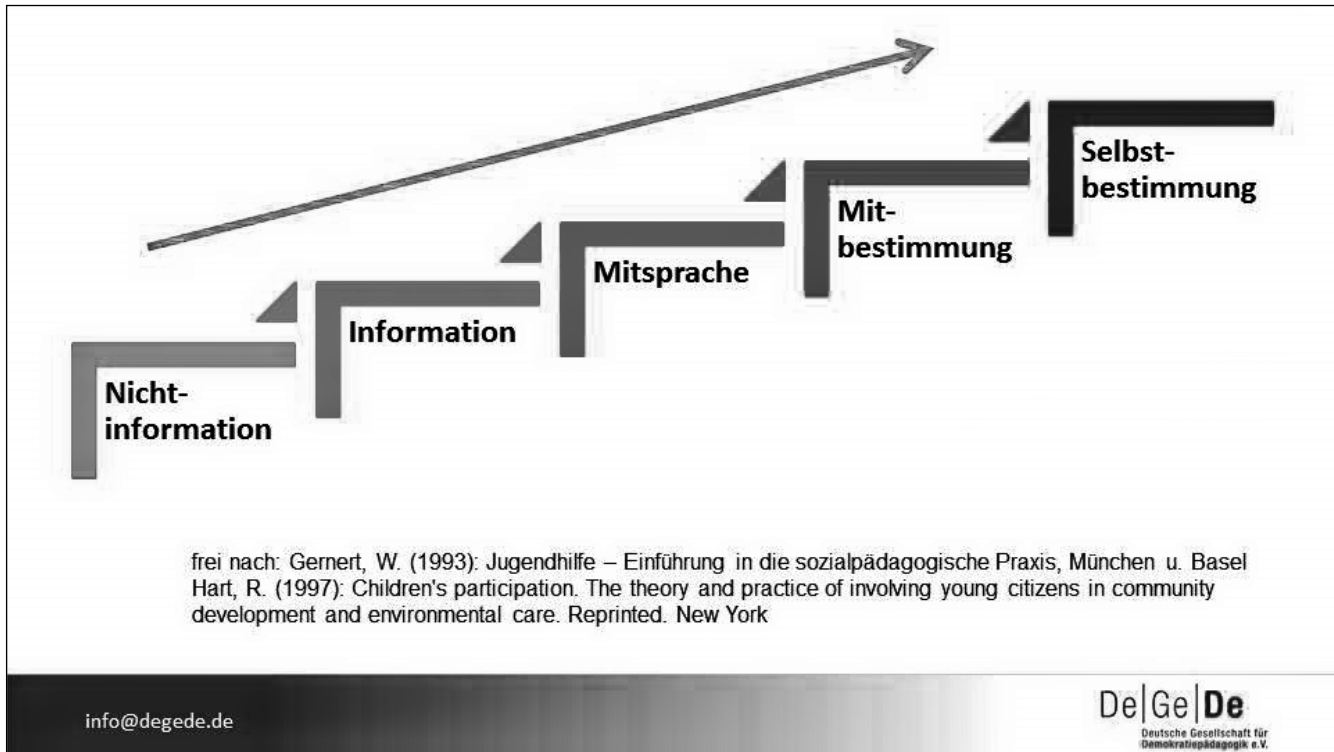 Nicht-
information
Information
Mitsprache
Mit-
bestimmung
Selbst-
bestimmung
frei nach: Gernert, W. (1993): Jugendhilfe – Einführung in die sozialpädagogische Praxis, München u. Basel
Hart, R. (1997): Children's participation. The theory and practice of involving young citizens in community
development and environmental care. Reprinted. New York
info@degede.de
De|Ge|De
Deutsche Gesellschaft für
Demokratiepädagogik e.V.